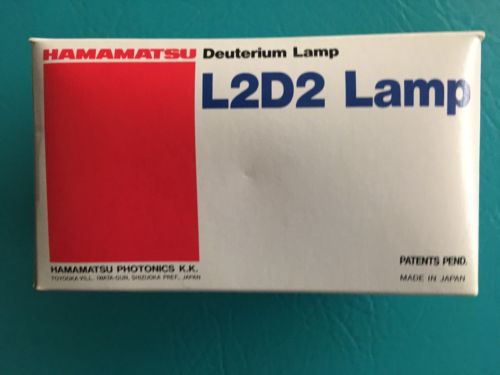 HAMAMATSU Deuterium Lamp
L2D2 Lamp
HAMAMATSU PHOTONICS K.K.
TOYOOKA-VILL. IWATA-GUN, SHIZUOKA PREF., JAPAN
PATENTS PEND.
MADE IN JAPAN